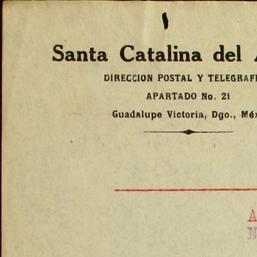 Santa Catalina del
DIRECCION POSTAL Y TELEGRAFI
APARTADO No. 21
Guadalupe Victoria, Dgo., Méx
A
N